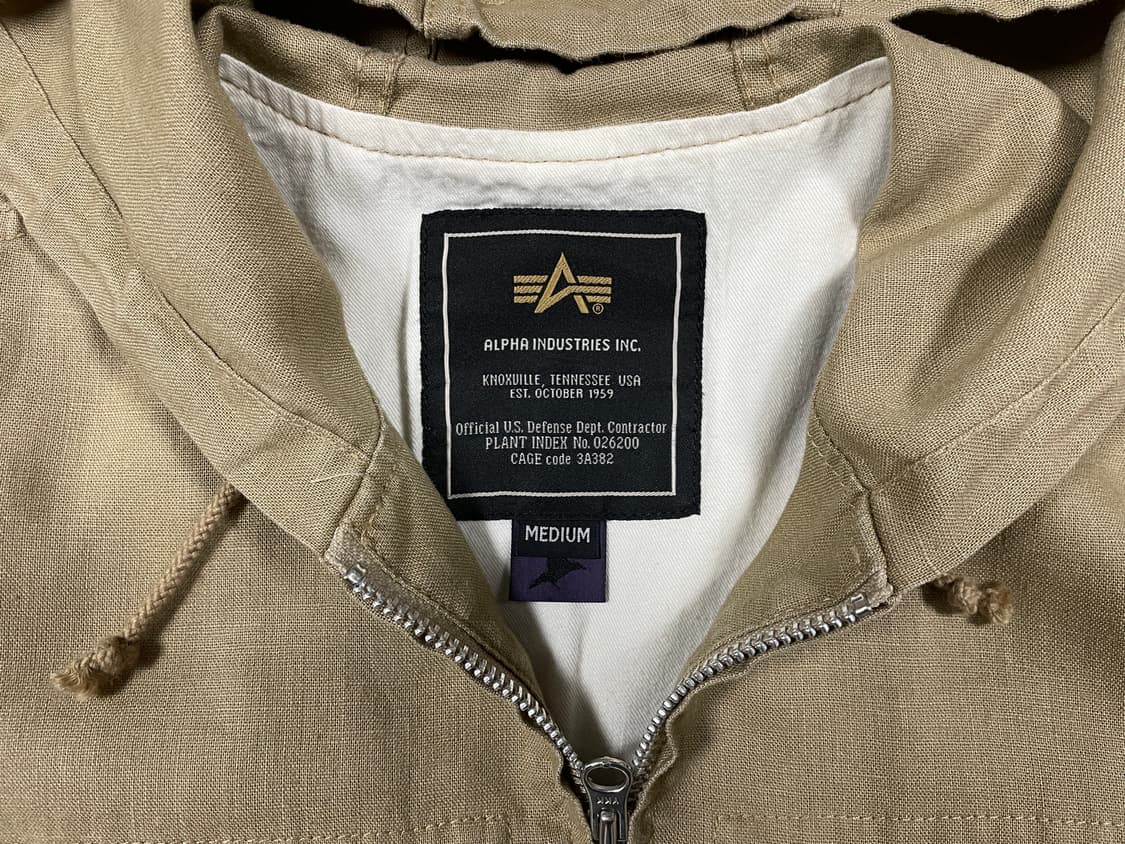 ®
ALPHA INDUSTRIES INC.
KNOXVILLE, TENNESSEE USA
EST. OCTOBER 1959
Official U.S. Defense Dept. Contractor
PLANT INDEX No. 026200
CAGE code 3A382
MEDIUM
YKK